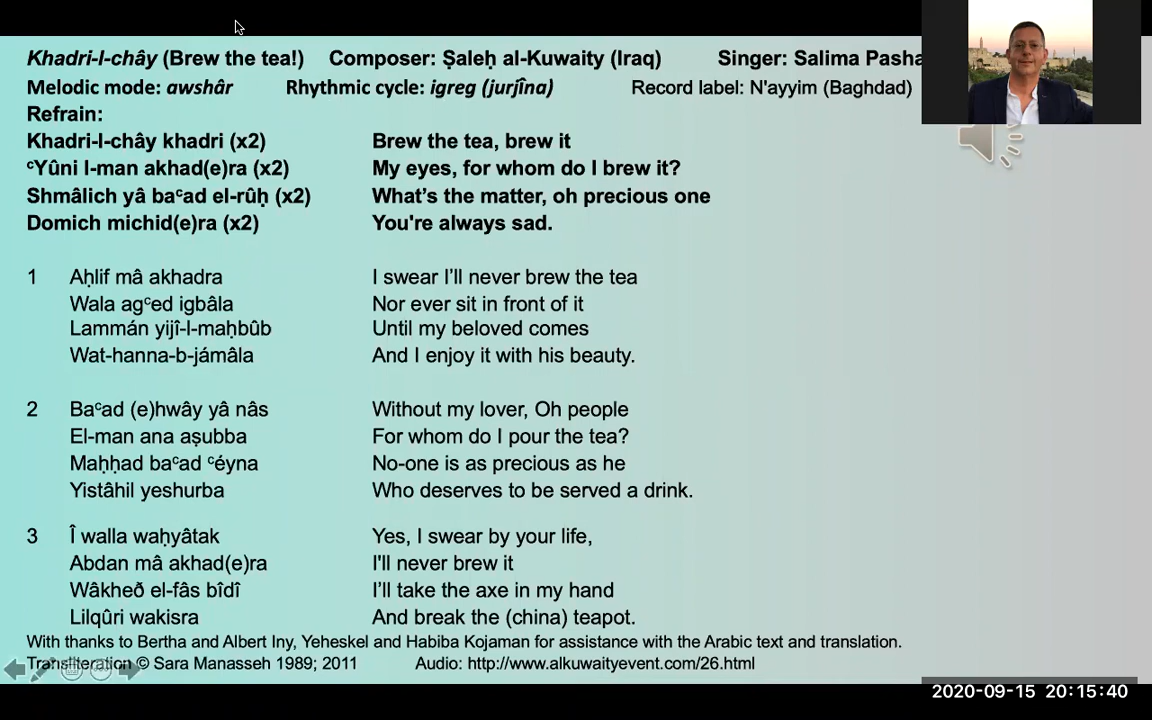 Khadri-l-chây (Brew the tea!) Composer: Ṣaleḥ al-Kuwaity (Iraq) Singer: Salima Pasha
Melodic mode: awshâr Rhythmic cycle: igreg (jurjîna) Record label: N'ayyim (Baghdad)
Refrain:
Khadri-l-chây khadri (x2) Brew the tea, brew it
ᶜYûni l-man akhad(e)ra (x2) My eyes, for whom do I brew it?
Shmâlich yâ baᶜad el-rûḥ (x2) What's the matter, oh precious one
Domich michid(e)ra (x2) You're always sad.
1 Aḥlif mâ akhadra I swear I'll never brew the tea
Wala agᶜed igbâla Nor ever sit in front of it
Lammán yijî-l-maḥbûb Until my beloved comes
Wat-hanna-b-jámâla And I enjoy it with his beauty.
2 Baᶜad (e)hwây yâ nâs Without my lover, Oh people
El-man ana aṣubba For whom do I pour the tea?
Maḥḥad baᶜad ᶜéyna No-one is as precious as he
Yistâhil yeshurba Who deserves to be served a drink.
3 Î walla waḥyâtak Yes, I swear by your life,
Abdan mâ akhad(e)ra I'll never brew it
Wâkheð el-fâs bîdî I'll take the axe in my hand
Lilqûri wakisra And break the (china) teapot.
With thanks to Bertha and Albert Iny, Yeheskel and Habiba Kojaman for assistance with the Arabic text and translation.
Transliteration © Sara Manasseh 1989; 2011 Audio: http://www.alkuwaityevent.com/26.html
2020-09-15 20:15:40